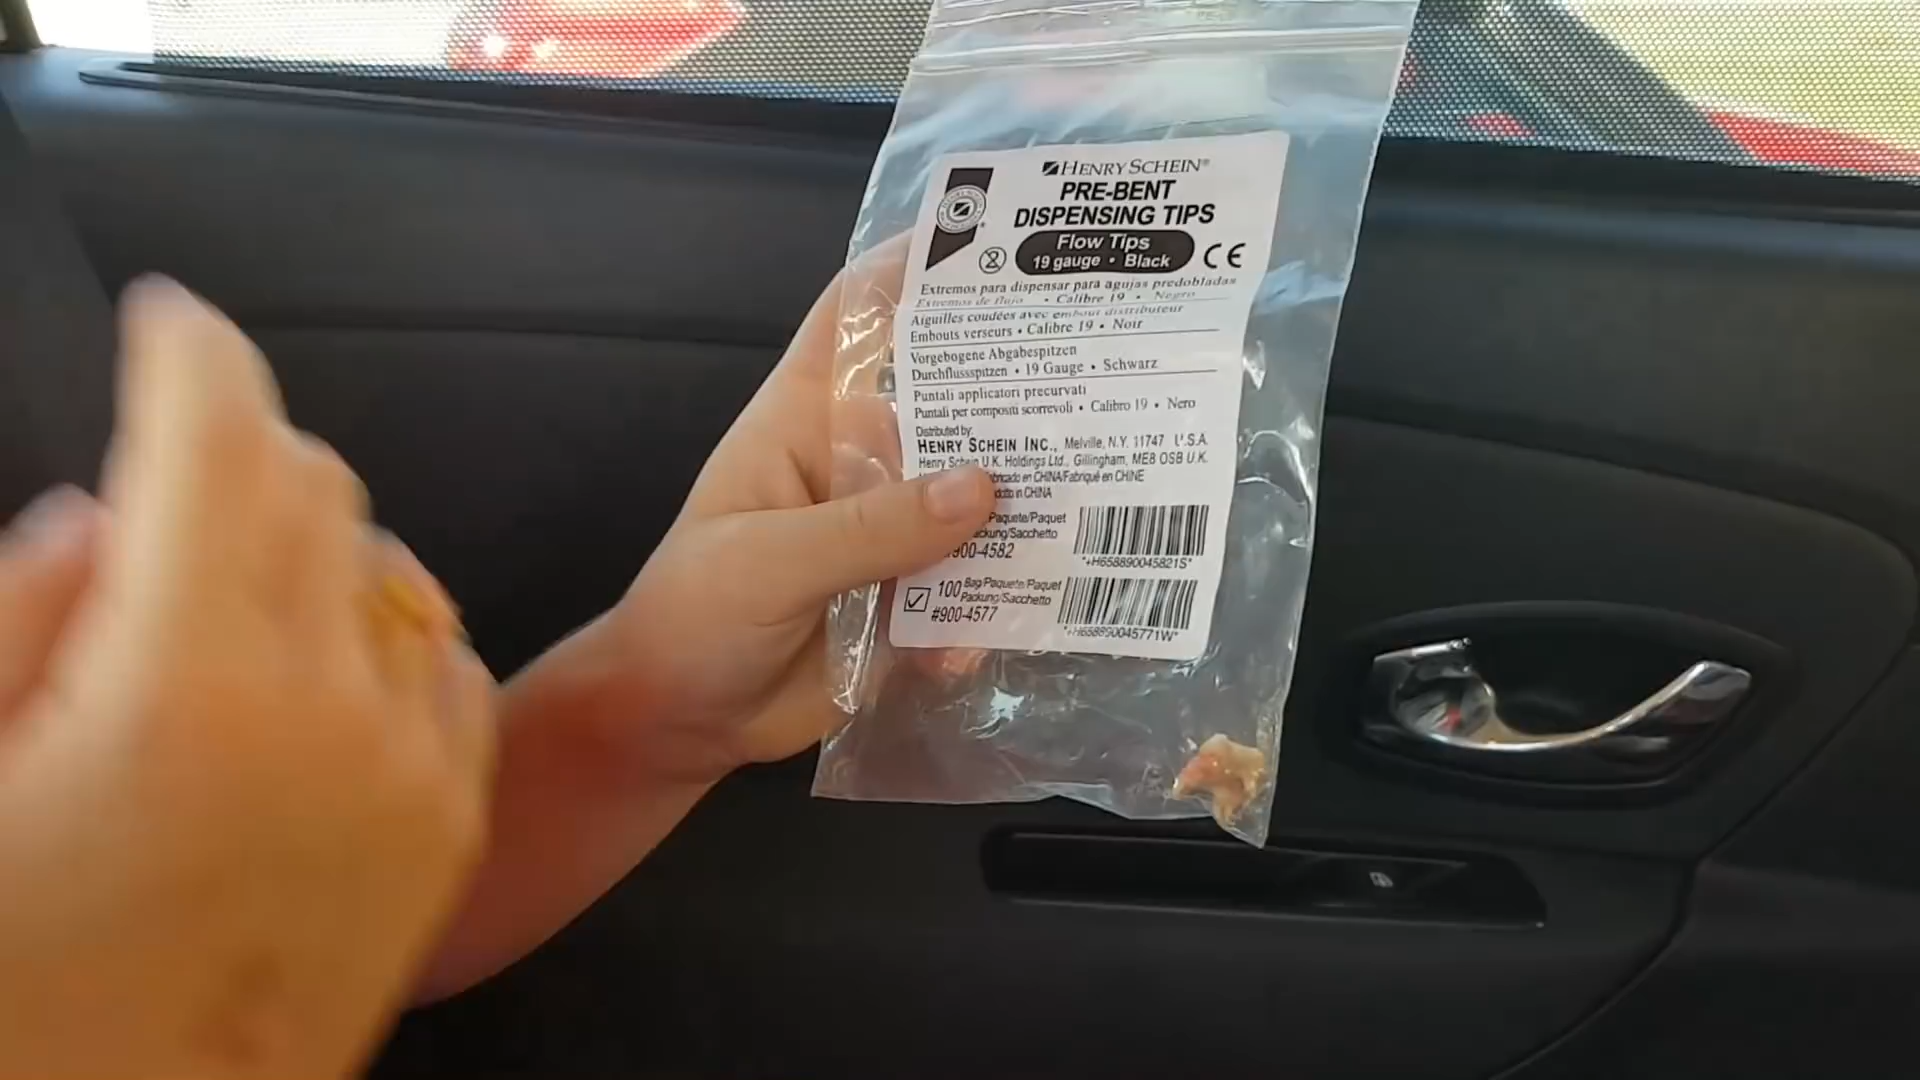 HENRY SCHEIN®
PRE-BENT
DISPENSING TIPS
Flow Tips
19 gauge • Black
CE
Extremos para dispensar para agujas predobladas
Extremos de flujo • Calibre 19 • Negro
Aiguilles coudées avec embout distributeur
Embouts verseurs • Calibre 19 • Noir
Vorgebogene Abgabespitzen
Durchflussspitzen • 19 Gauge • Schwarz
Puntali applicatori precurvati
Puntali per compositi scorrevoli • Calibro 19 • Nero
Distributed by:
HENRY SCHEIN INC., Melville, N.Y. 11747 U.S.A.
Henry Schein U.K. Holdings Ltd., Gillingham, ME8 OSB U.K.
en CHINA/Fabriqué en CHINE
in CHINA
Paquete/Paquet
/Sacchetto
900-4582
*+H658890045821S*
100 Bag/Paquete/Paquet
Packung/Sacchetto
#900-4577
*+H658890045771W*